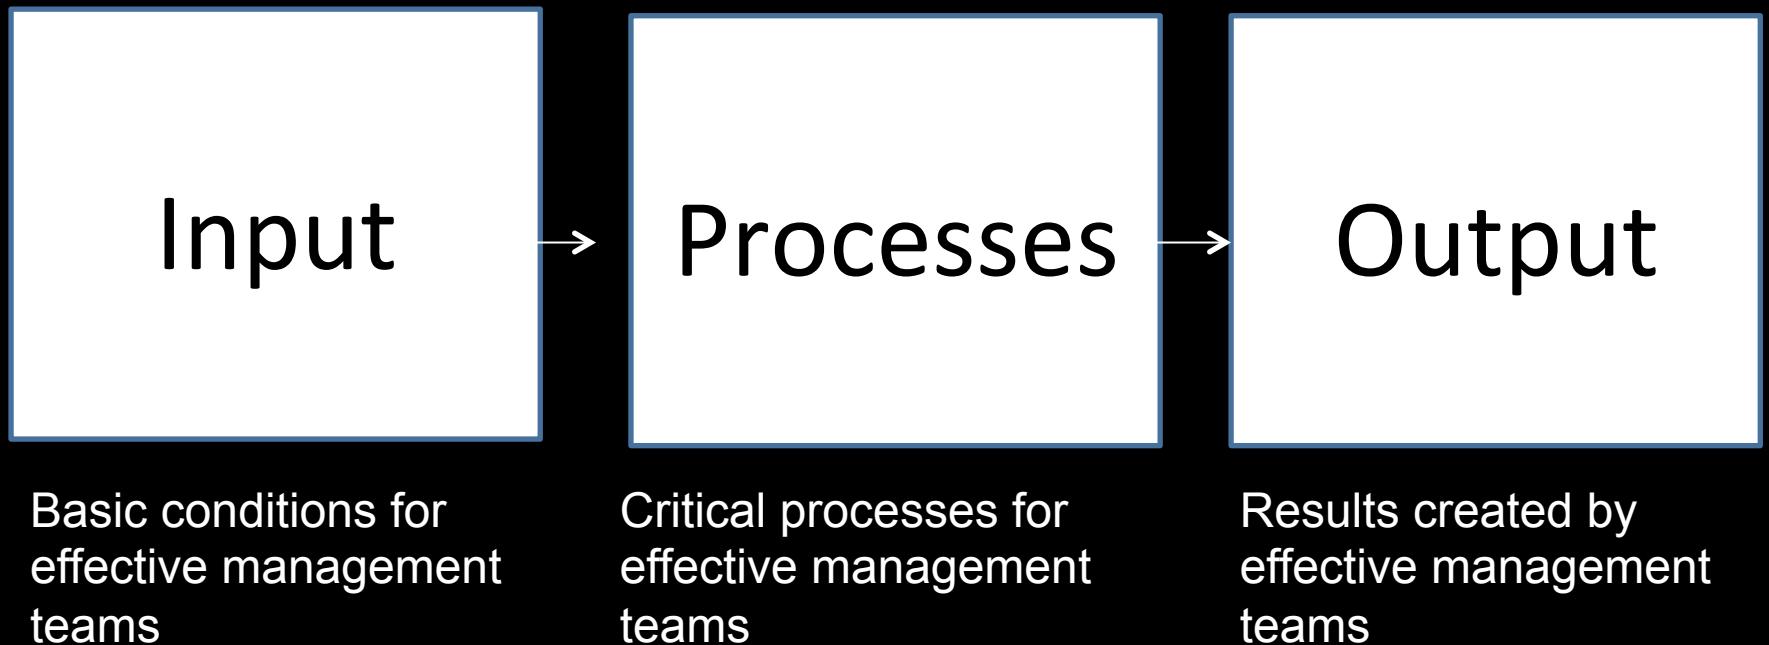 Input
Processes
Output
Basic conditions for
effective management
teams
Critical processes for
effective management
teams
Results created by
effective management
teams